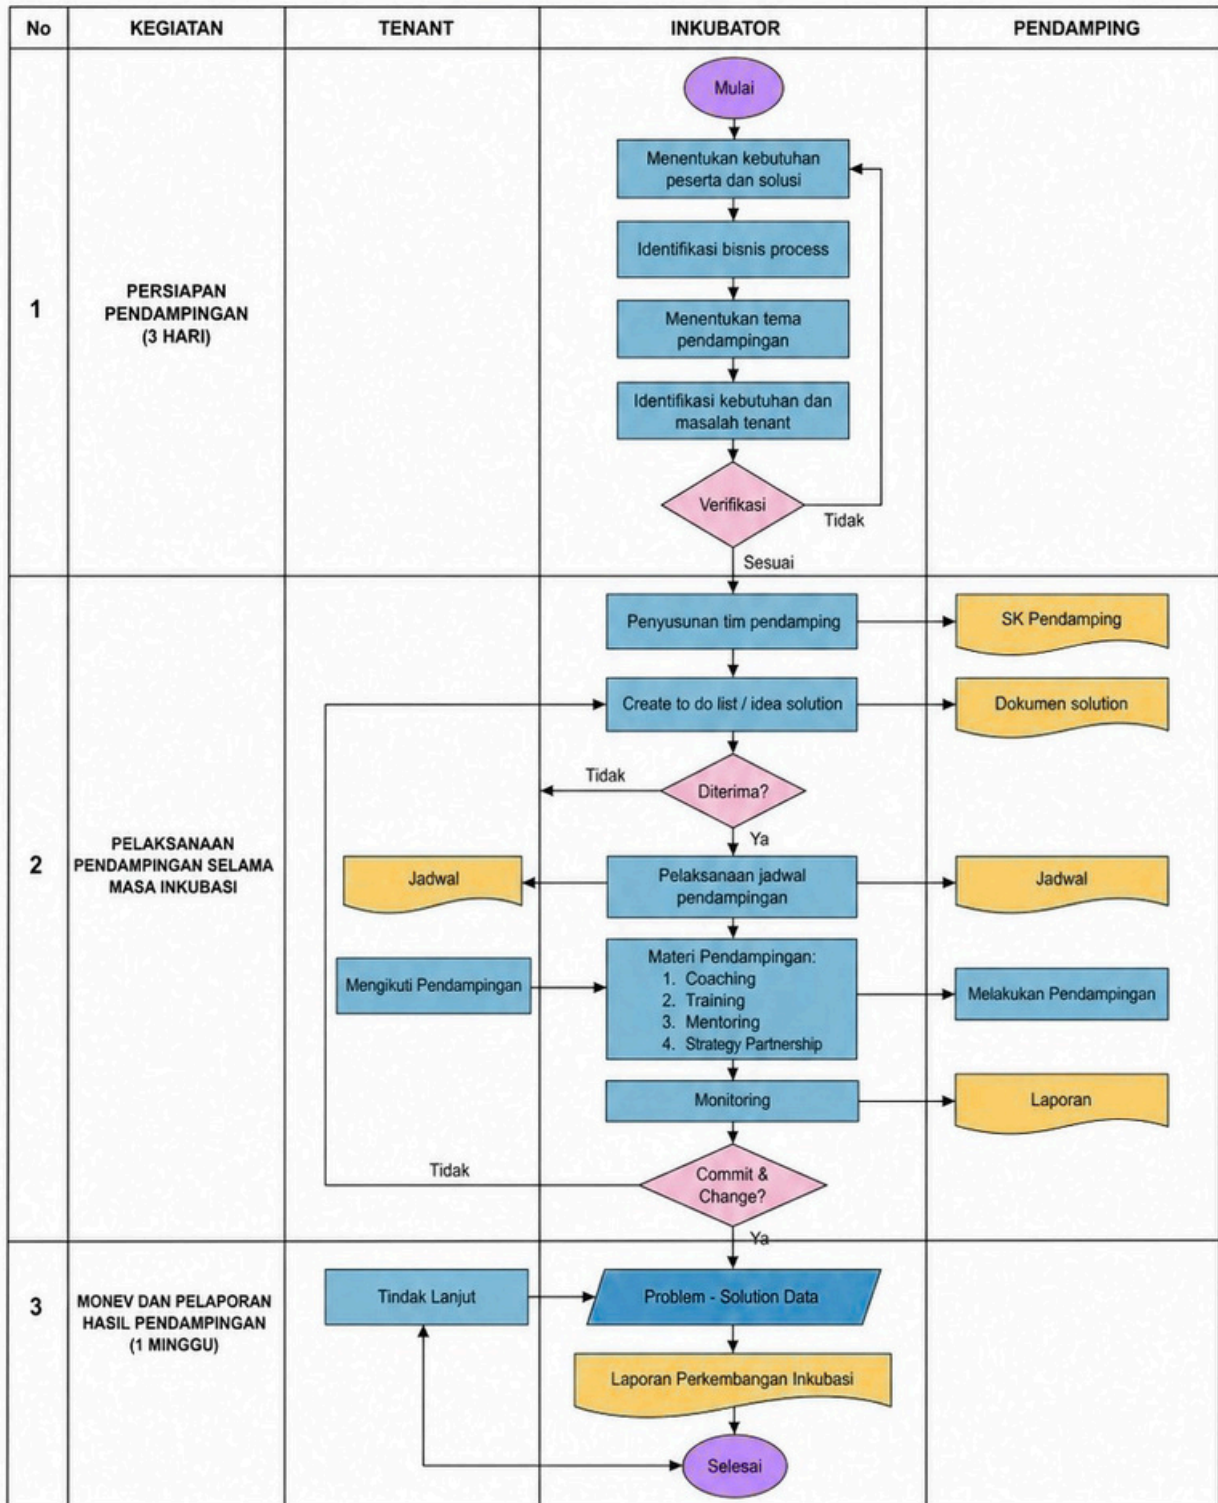 No
KEGIATAN
TENANT
INKUBATOR
PENDAMPING
1
PERSIAPAN
PENDAMPINGAN
(3 HARI)
Mulai
Menentukan kebutuhan
peserta dan solusi
Identifikasi bisnis process
Menentukan tema
pendampingan
Identifikasi kebutuhan dan
masalah tenant
Verifikasi
Tidak
Sesuai
2
PELAKSANAAN
PENDAMPINGAN SELAMA
MASA INKUBASI
Penyusunan tim pendamping
SK Pendamping
Create to do list / idea solution
Dokumen solution
Tidak
Diterima?
Ya
Jadwal
Pelaksanaan jadwal
pendampingan
Jadwal
Mengikuti Pendampingan
Materi Pendampingan:
1. Coaching
2. Training
3. Mentoring
4. Strategy Partnership
Melakukan Pendampingan
Monitoring
Laporan
Tidak
Commit &
Change?
Ya
3
MONEV DAN PELAPORAN
HASIL PENDAMPINGAN
(1 MINGGU)
Tindak Lanjut
Problem - Solution Data
Laporan Perkembangan Inkubasi
Selesai